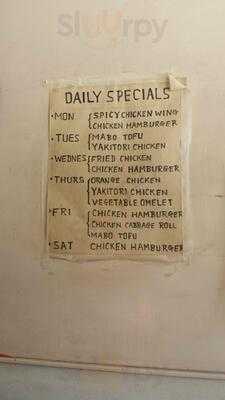 Sluurpy
DAILY SPECIALS
• MON { SPICY CHICKEN WING
CHICKEN HAMBURGER
• TUES { MABO TOFU
YAKITORI CHICKEN
• WEDNES { FRIED CHICKEN
CHICKEN HAMBURGER
• THURS { ORANGE CHICKEN
YAKITORI CHICKEN
VEGETABLE OMELET
• FRI { CHICKEN HAMBURGER
CHICKEN CABBAGE ROLL
MABO TOFU
• SAT CHICKEN HAMBURGER